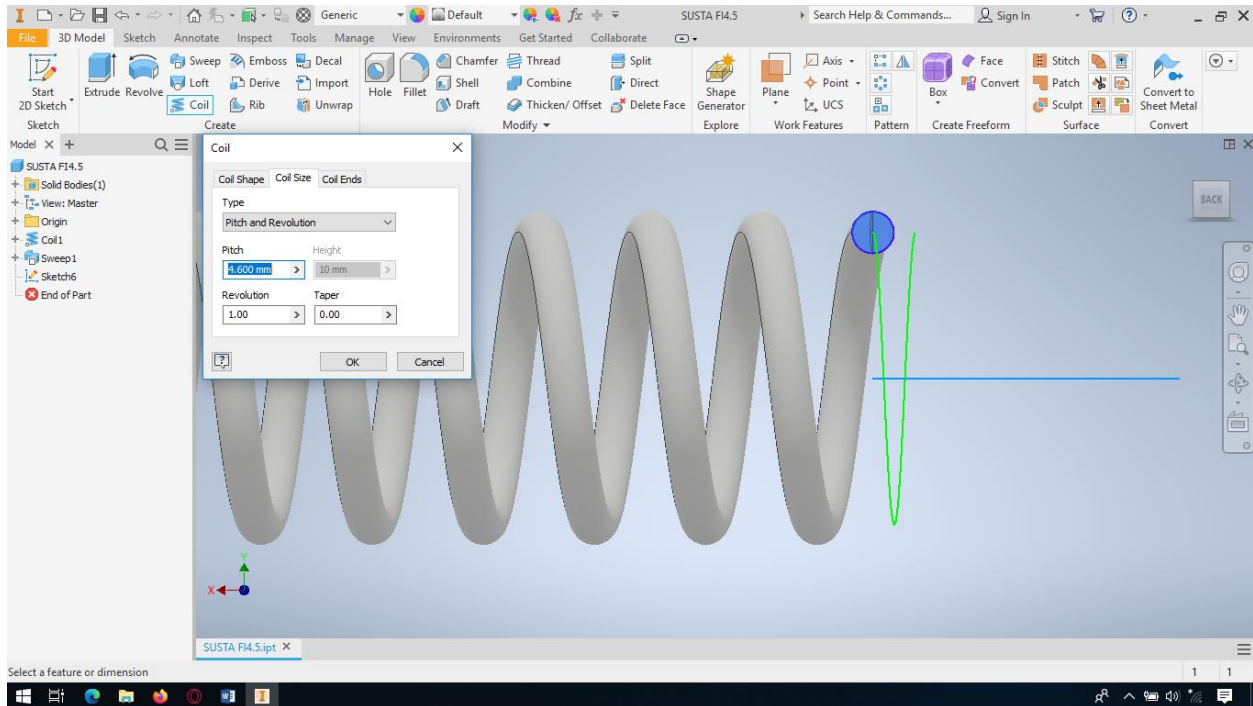 Generic Default fx SUSTA FI4.5 Search Help & Commands... Sign In
File 3D Model Sketch Annotate Inspect Tools Manage View Environments Get Started Collaborate
Sweep Emboss Decal Chamfer Thread Split Axis Face Stitch
Loft Derive Import Shell Combine Direct Point Convert Patch
Start 2D Sketch Extrude Revolve Coil Rib Unwrap Hole Fillet Draft Thicken/ Offset Delete Face Shape Generator Plane UCS Box Sculpt Convert to Sheet Metal
Sketch Create Modify Explore Work Features Pattern Create Freeform Surface Convert
Model
SUSTA FI4.5
Solid Bodies(1)
View: Master
Origin
Coil1
Sweep1
Sketch6
End of Part
Coil
Coil Shape Coil Size Coil Ends
Type
Pitch and Revolution
Pitch Height
4.600 mm 10 mm
Revolution Taper
1.00 0.00
OK Cancel
BACK
Y
X
SUSTA FI4.5.ipt
Select a feature or dimension 1 1